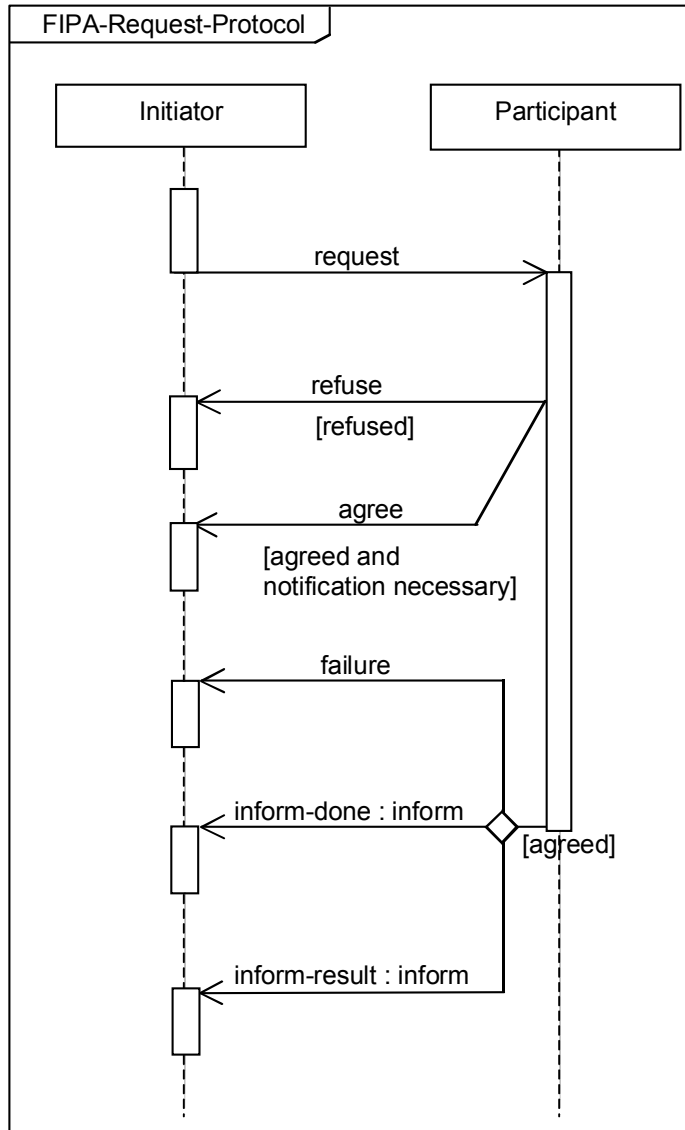 FIPA-Request-Protocol
Initiator
Participant
request
refuse
[refused]
agree
[agreed and
notification necessary]
failure
inform-done : inform
[agreed]
inform-result : inform